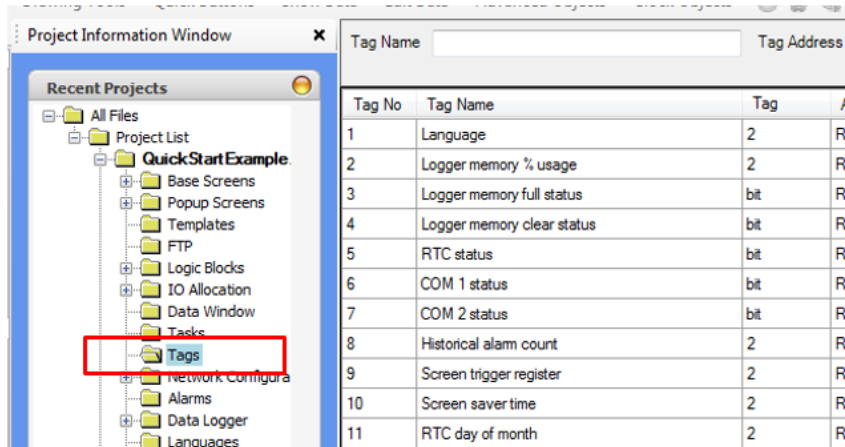 Project Information Window
Recent Projects
All Files
Project List
QuickStartExample.
Base Screens
Popup Screens
Templates
FTP
Logic Blocks
IO Allocation
Data Window
Tasks
Tags
Network Configura
Alarms
Data Logger
Languages
Tag Name Tag Address
Tag No Tag Name Tag
1 Language 2 R
2 Logger memory % usage 2 R
3 Logger memory full status bit R
4 Logger memory clear status bit R
5 RTC status bit R
6 COM 1 status bit R
7 COM 2 status bit R
8 Historical alarm count 2 R
9 Screen trigger register 2 R
10 Screen saver time 2 R
11 RTC day of month 2 R